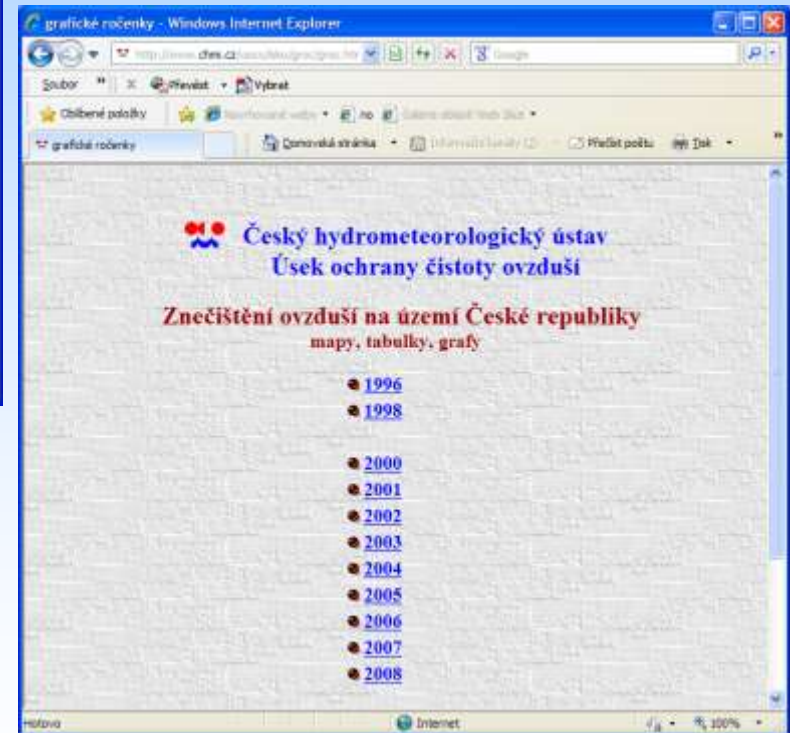 grafické ročenky - Windows Internet Explorer
Google
Soubor » × Převést Vybrat
Oblíbené položky
grafické ročenky Domovská stránka Přečíst poštu Tisk »
Český hydrometeorologický ústav
Úsek ochrany čistoty ovzduší
Znečištění ovzduší na území České republiky
mapy, tabulky, grafy
1996
1998
2000
2001
2002
2003
2004
2005
2006
2007
2008
Hotovo Internet 100%